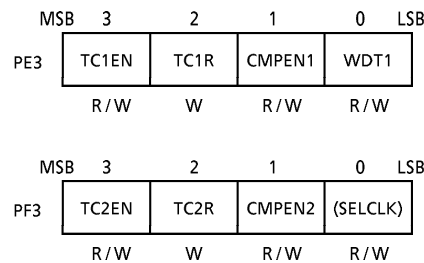 MSB 3 2 1 0 LSB
PE3 TC1EN TC1R CMPEN1 WDT1
R/W W R/W R/W
MSB 3 2 1 0 LSB
PF3 TC2EN TC2R CMPEN2 (SELCLK)
R/W W R/W R/W